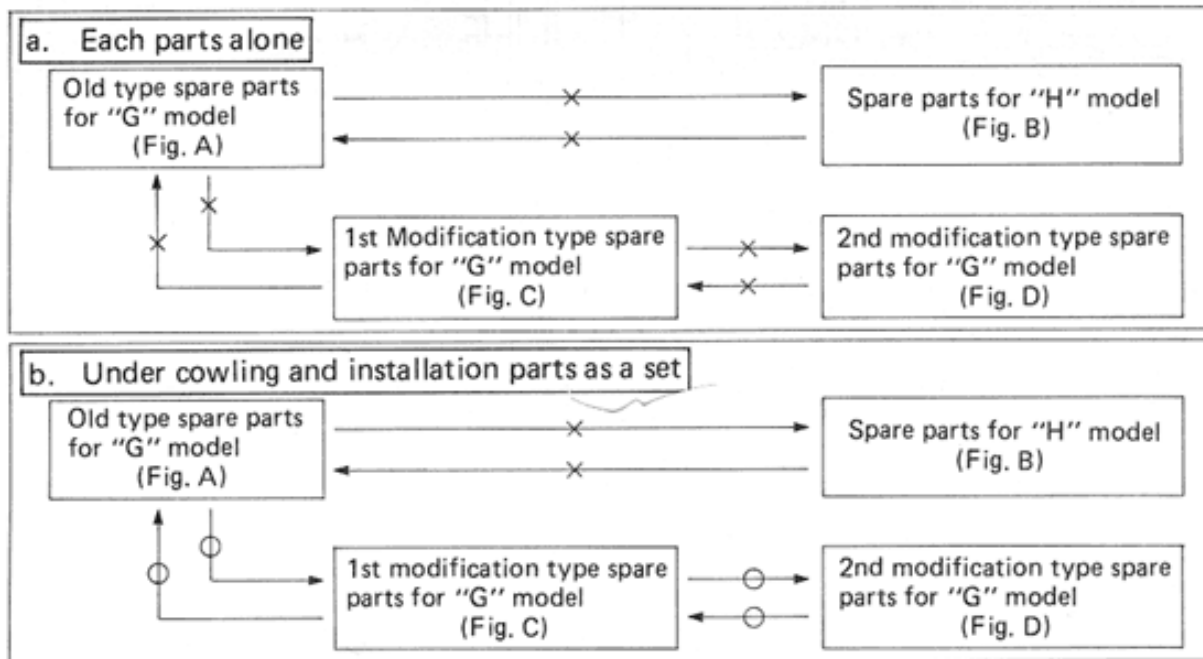 a. Each parts alone
Old type spare parts
for "G" model
(Fig. A)
Spare parts for "H" model
(Fig. B)
1st Modification type spare
parts for "G" model
(Fig. C)
2nd modification type spare
parts for "G" model
(Fig. D)
b. Under cowling and installation parts as a set
Old type spare parts
for "G" model
(Fig. A)
Spare parts for "H" model
(Fig. B)
1st modification type spare
parts for "G" model
(Fig. C)
2nd modification type spare
parts for "G" model
(Fig. D)